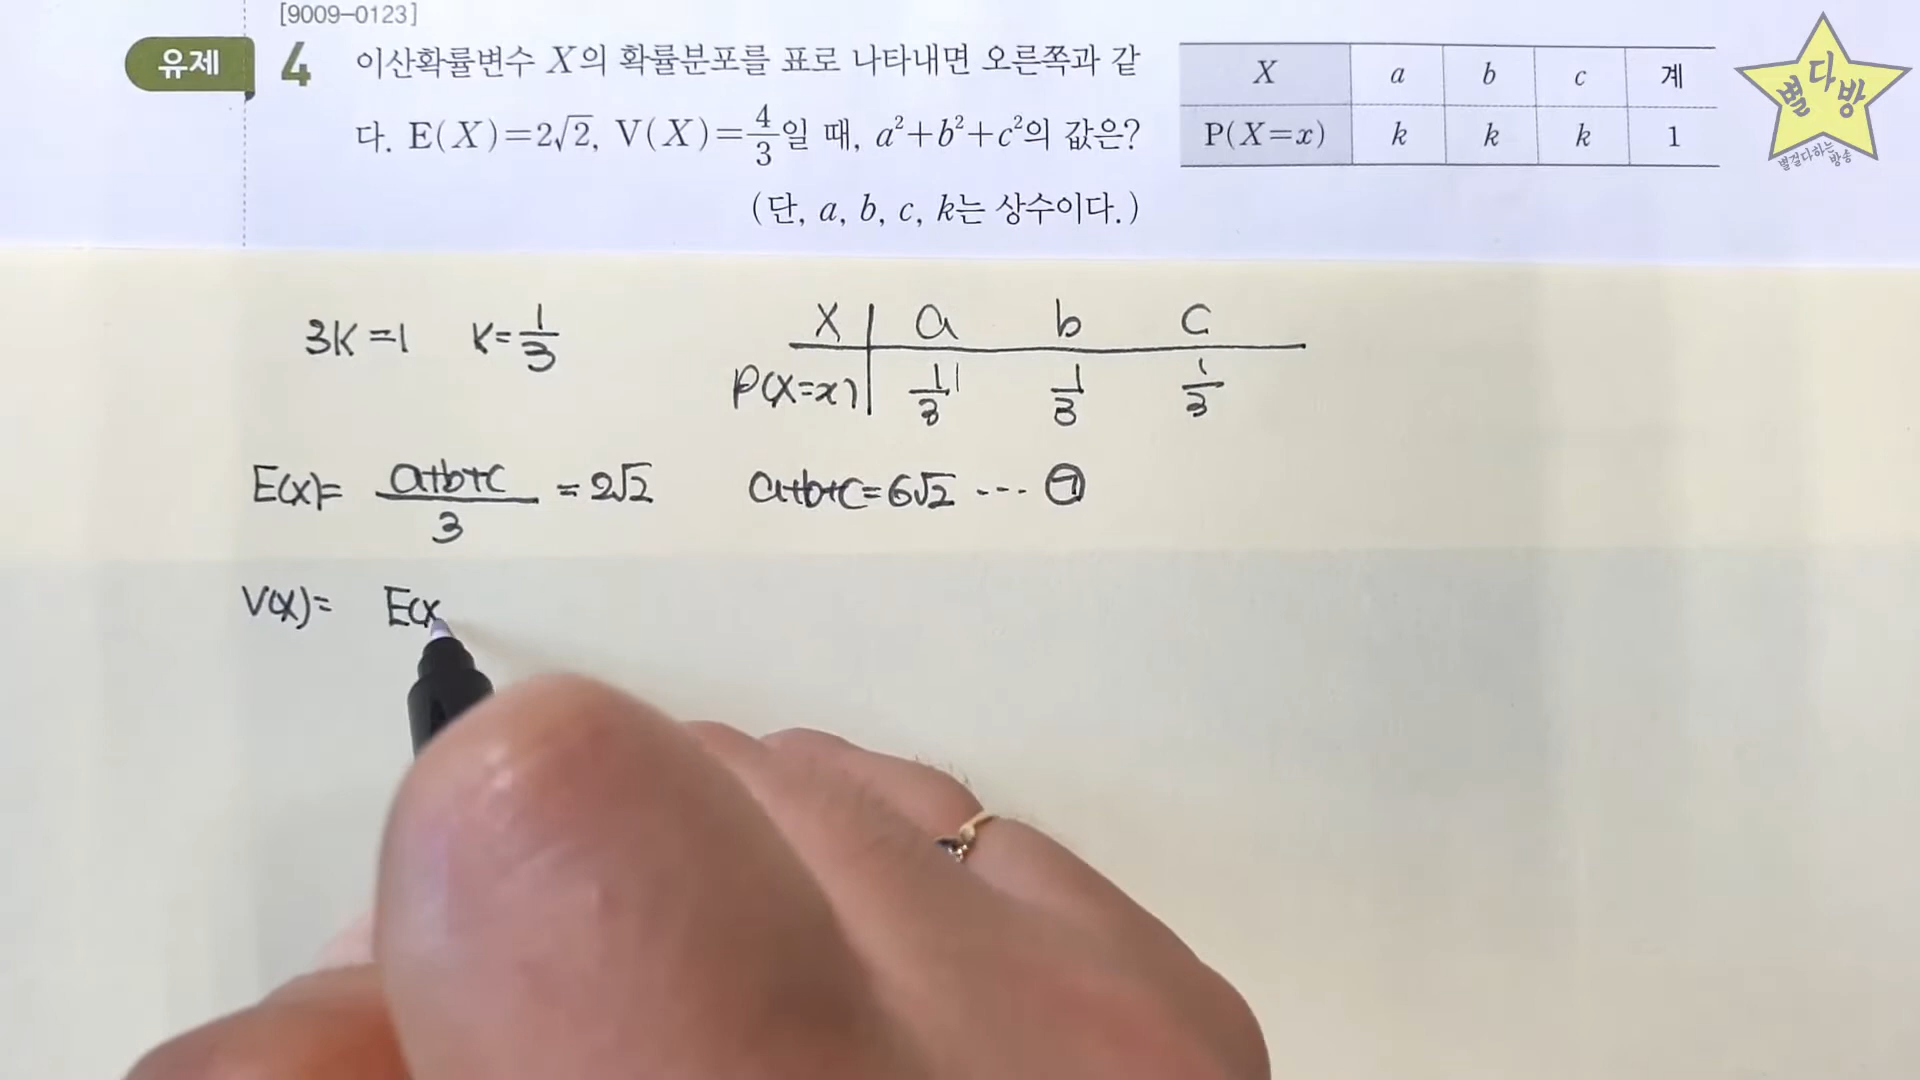 [9009-0123]
유제 4 이산확률변수 X의 확률분포를 표로 나타내면 오른쪽과 같
다. E(X)=2√2, V(X)=4/3일 때, a²+b²+c²의 값은?
(단, a, b, c, k는 상수이다.)
X a b c 계
P(X=x) k k k 1
별다방
별걸다하는방송
3K=1 K=1/3
X a b c
P(X=x) 1/3 1/3 1/3
E(X)= a+b+c/3 = 2√2 a+b+c=6√2 ··· ㉠
V(X)= E(X